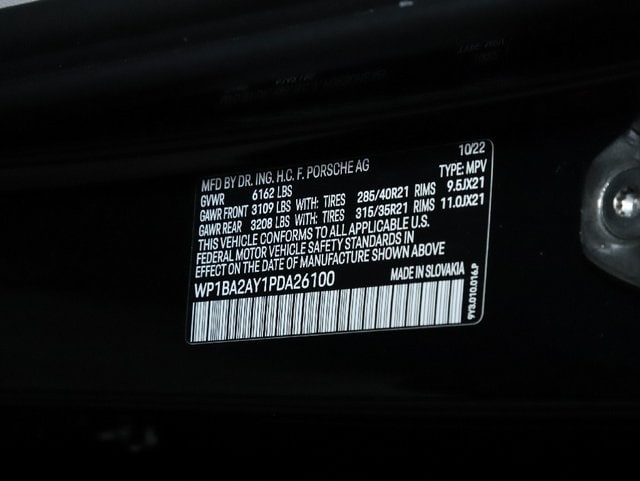 10/22
MFD BY DR. ING. H.C. F. PORSCHE AG
GVWR 6162 LBS TYPE: MPV
GAWR FRONT 3109 LBS WITH: TIRES 285/40R21 RIMS 9.5JX21
GAWR REAR 3208 LBS WITH: TIRES 315/35R21 RIMS 11.0JX21
THIS VEHICLE CONFORMS TO ALL APPLICABLE U.S.
FEDERAL MOTOR VEHICLE SAFETY STANDARDS IN
EFFECT ON THE DATE OF MANUFACTURE SHOWN ABOVE
WP1BA2AY1PDA26100 MADE IN SLOVAKIA
9Y3.010.016.P